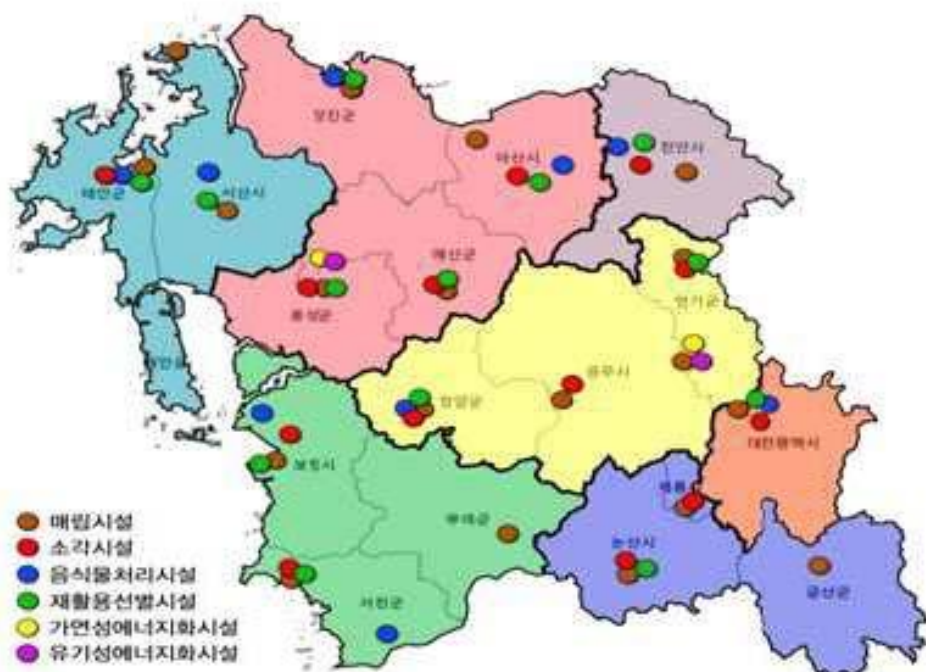 당진군
아산시
천안시
태안군
서산시
예산군
홍성군
연기군
공주시
청양군
대전광역시
보령시
부여군
계룡
논산시
금산군
서천군
매립시설
소각시설
음식물처리시설
재활용선별시설
가연성에너지화시설
유기성에너지화시설